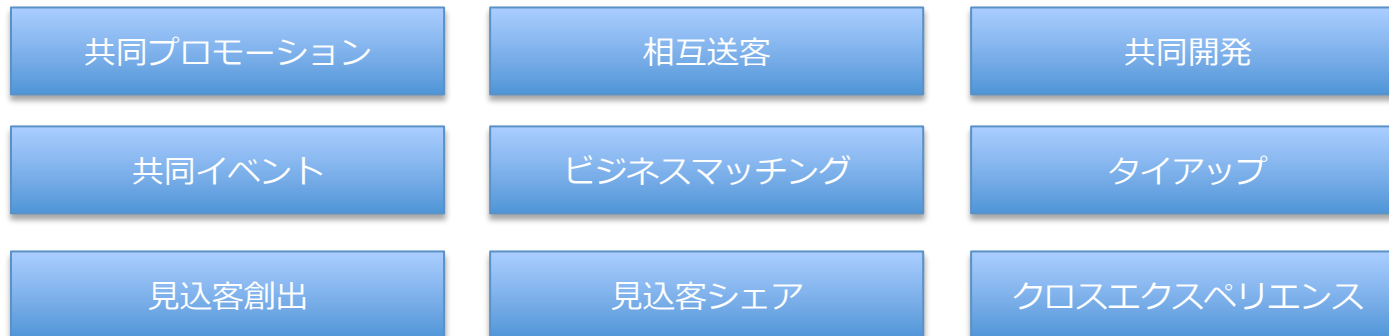 共同プロモーション
相互送客
共同開発
共同イベント
ビジネスマッチング
タイアップ
見込客創出
見込客シェア
クロスエクスペリエンス